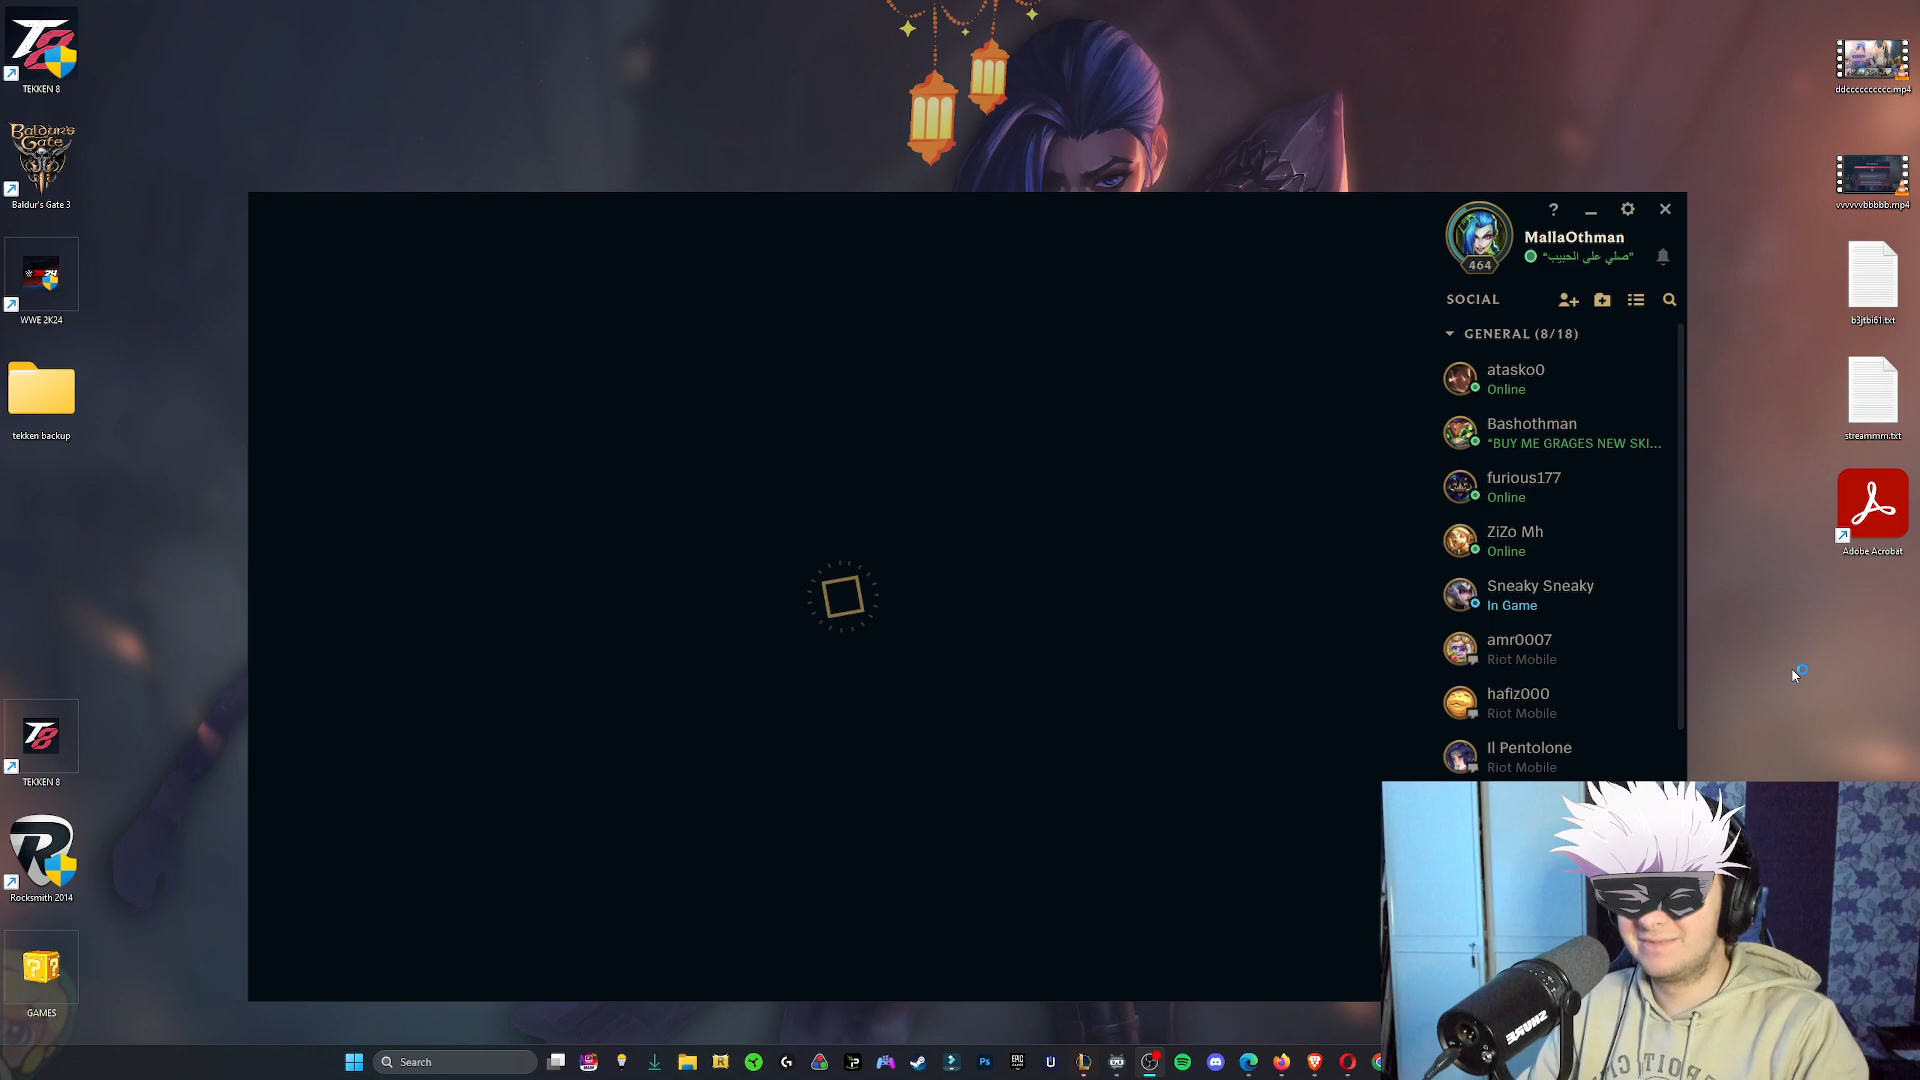 TEKKEN 8
Baldur's Gate 3
WWE 2K24
tekken backup
TEKKEN 8
Rocksmith 2014
GAMES
ddcccccccccc.mp4
vvvvvvbbbbb.mp4
b3jtbi61.txt
streammm.txt
Adobe Acrobat
464
MallaOthman
"صلي على الحبيب"
SOCIAL
GENERAL (8/18)
atasko0
Online
Bashothman
“BUY ME GRAGES NEW SKI...
furious177
Online
ZiZo Mh
Online
Sneaky Sneaky
In Game
amr0007
Riot Mobile
hafiz000
Riot Mobile
Il Pentolone
Riot Mobile
SHURE
Search